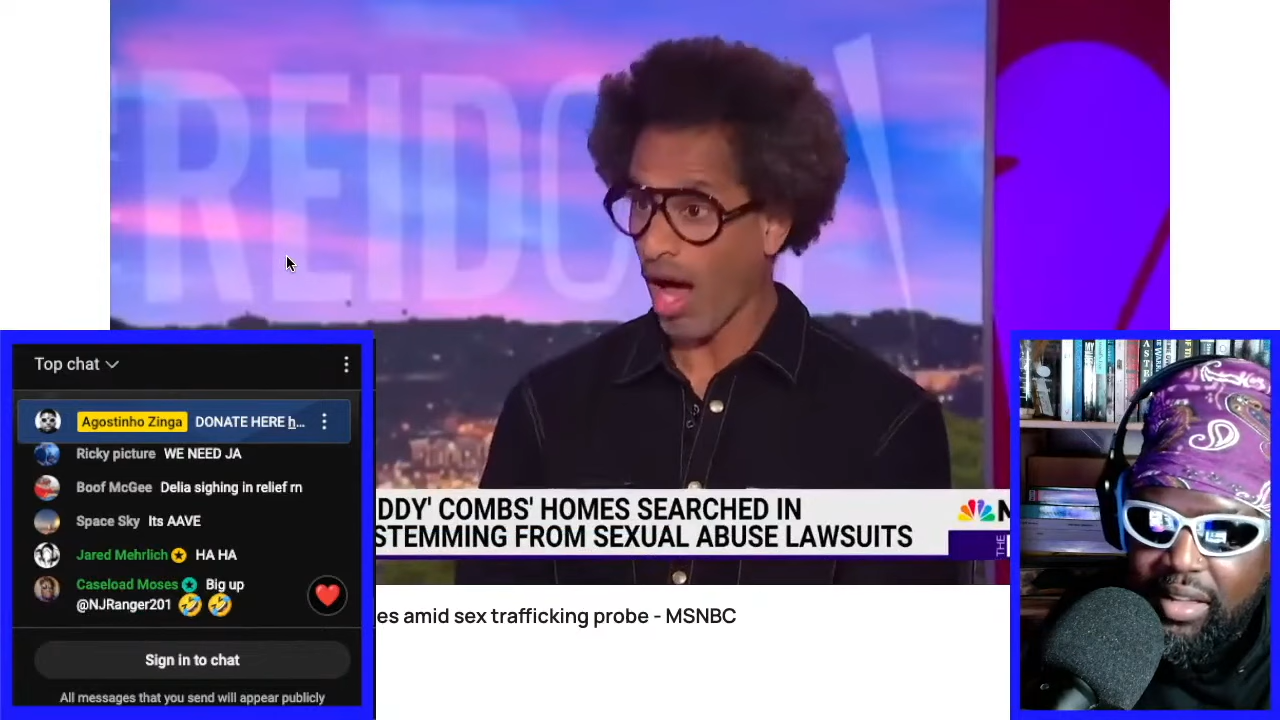 REIDO
DDY' COMBS' HOMES SEARCHED IN
STEMMING FROM SEXUAL ABUSE LAWSUITS
THE
es amid sex trafficking probe - MSNBC
Top chat
Agostinho Zinga DONATE HERE h...
Ricky picture WE NEED JA
Boof McGee Delia sighing in relief rn
Space Sky Its AAVE
Jared Mehrlich HA HA
Caseload Moses Big up
@NJRanger201
Sign in to chat
All messages that you send will appear publicly